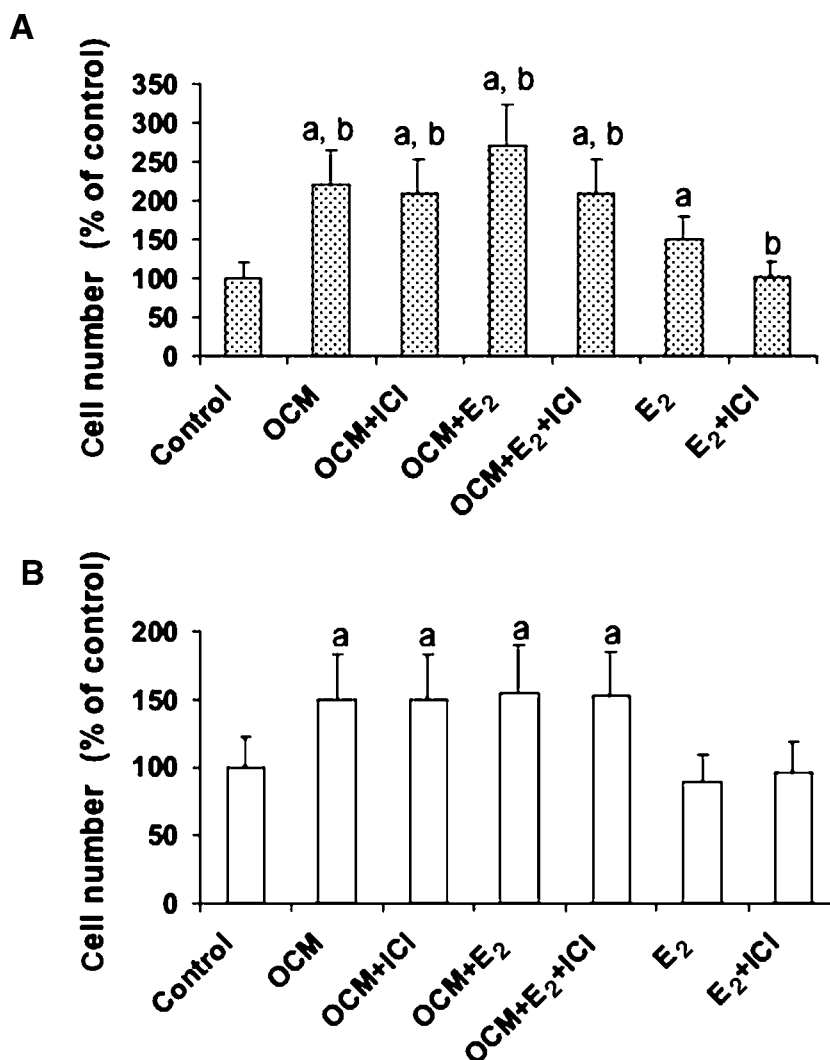 A
Cell number (% of control)
350
300
250
200
150
100
50
0
a, b
a, b
a, b
a, b
a
b
Control
OCM
OCM+ICI
OCM+E₂
OCM+E₂+ICI
E₂
E₂+ICI
B
Cell number (% of control)
200
150
100
50
0
a
a
a
a
Control
OCM
OCM+ICI
OCM+E₂
OCM+E₂+ICI
E₂
E₂+ICI